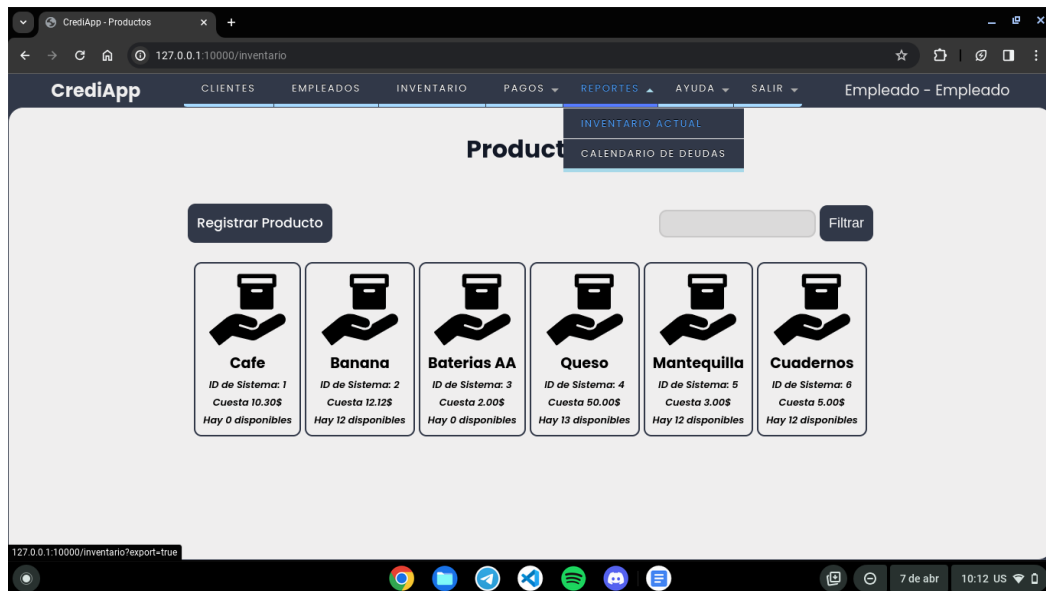 CrediApp - Productos
127.0.0.1:10000/inventario
CrediApp
CLIENTES
EMPLEADOS
INVENTARIO
PAGOS
REPORTES
AYUDA
SALIR
Empleado - Empleado
INVENTARIO ACTUAL
CALENDARIO DE DEUDAS
Product
Registrar Producto
Filtrar
Cafe
ID de Sistema: 1
Cuesta 10.30$
Hay 0 disponibles
Banana
ID de Sistema: 2
Cuesta 12.12$
Hay 12 disponibles
Baterias AA
ID de Sistema: 3
Cuesta 2.00$
Hay 0 disponibles
Queso
ID de Sistema: 4
Cuesta 50.00$
Hay 13 disponibles
Mantequilla
ID de Sistema: 5
Cuesta 3.00$
Hay 12 disponibles
Cuadernos
ID de Sistema: 6
Cuesta 5.00$
Hay 12 disponibles
127.0.0.1:10000/inventario?export=true
7 de abr
10:12 US